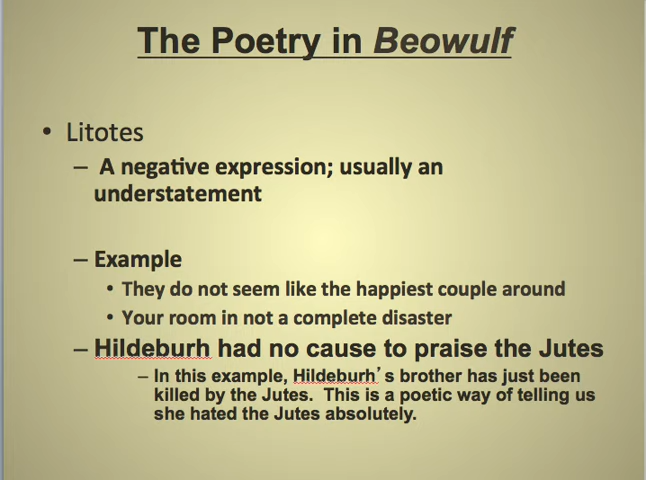 The Poetry in Beowulf
• Litotes
– A negative expression; usually an
understatement
– Example
• They do not seem like the happiest couple around
• Your room in not a complete disaster
– Hildeburh had no cause to praise the Jutes
– In this example, Hildeburh's brother has just been
killed by the Jutes. This is a poetic way of telling us
she hated the Jutes absolutely.